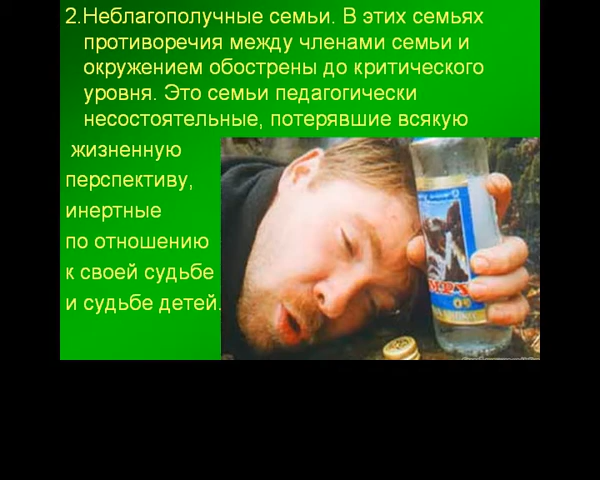 2.Неблагополучные семьи. В этих семьях
противоречия между членами семьи и
окружением обострены до критического
уровня. Это семьи педагогически
несостоятельные, потерявшие всякую
жизненную
перспективу,
инертные
по отношению
к своей судьбе
и судьбе детей.